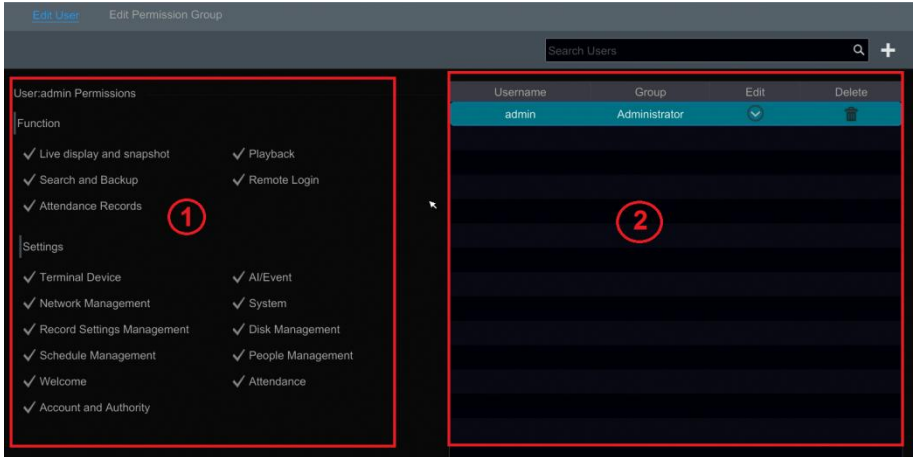 Edit User Edit Permission Group
Search Users
User:admin Permissions
Function
Live display and snapshot Playback
Search and Backup Remote Login
Attendance Records
1
Settings
Terminal Device AI/Event
Network Management System
Record Settings Management Disk Management
Schedule Management People Management
Welcome Attendance
Account and Authority
Username Group Edit Delete
admin Administrator
2